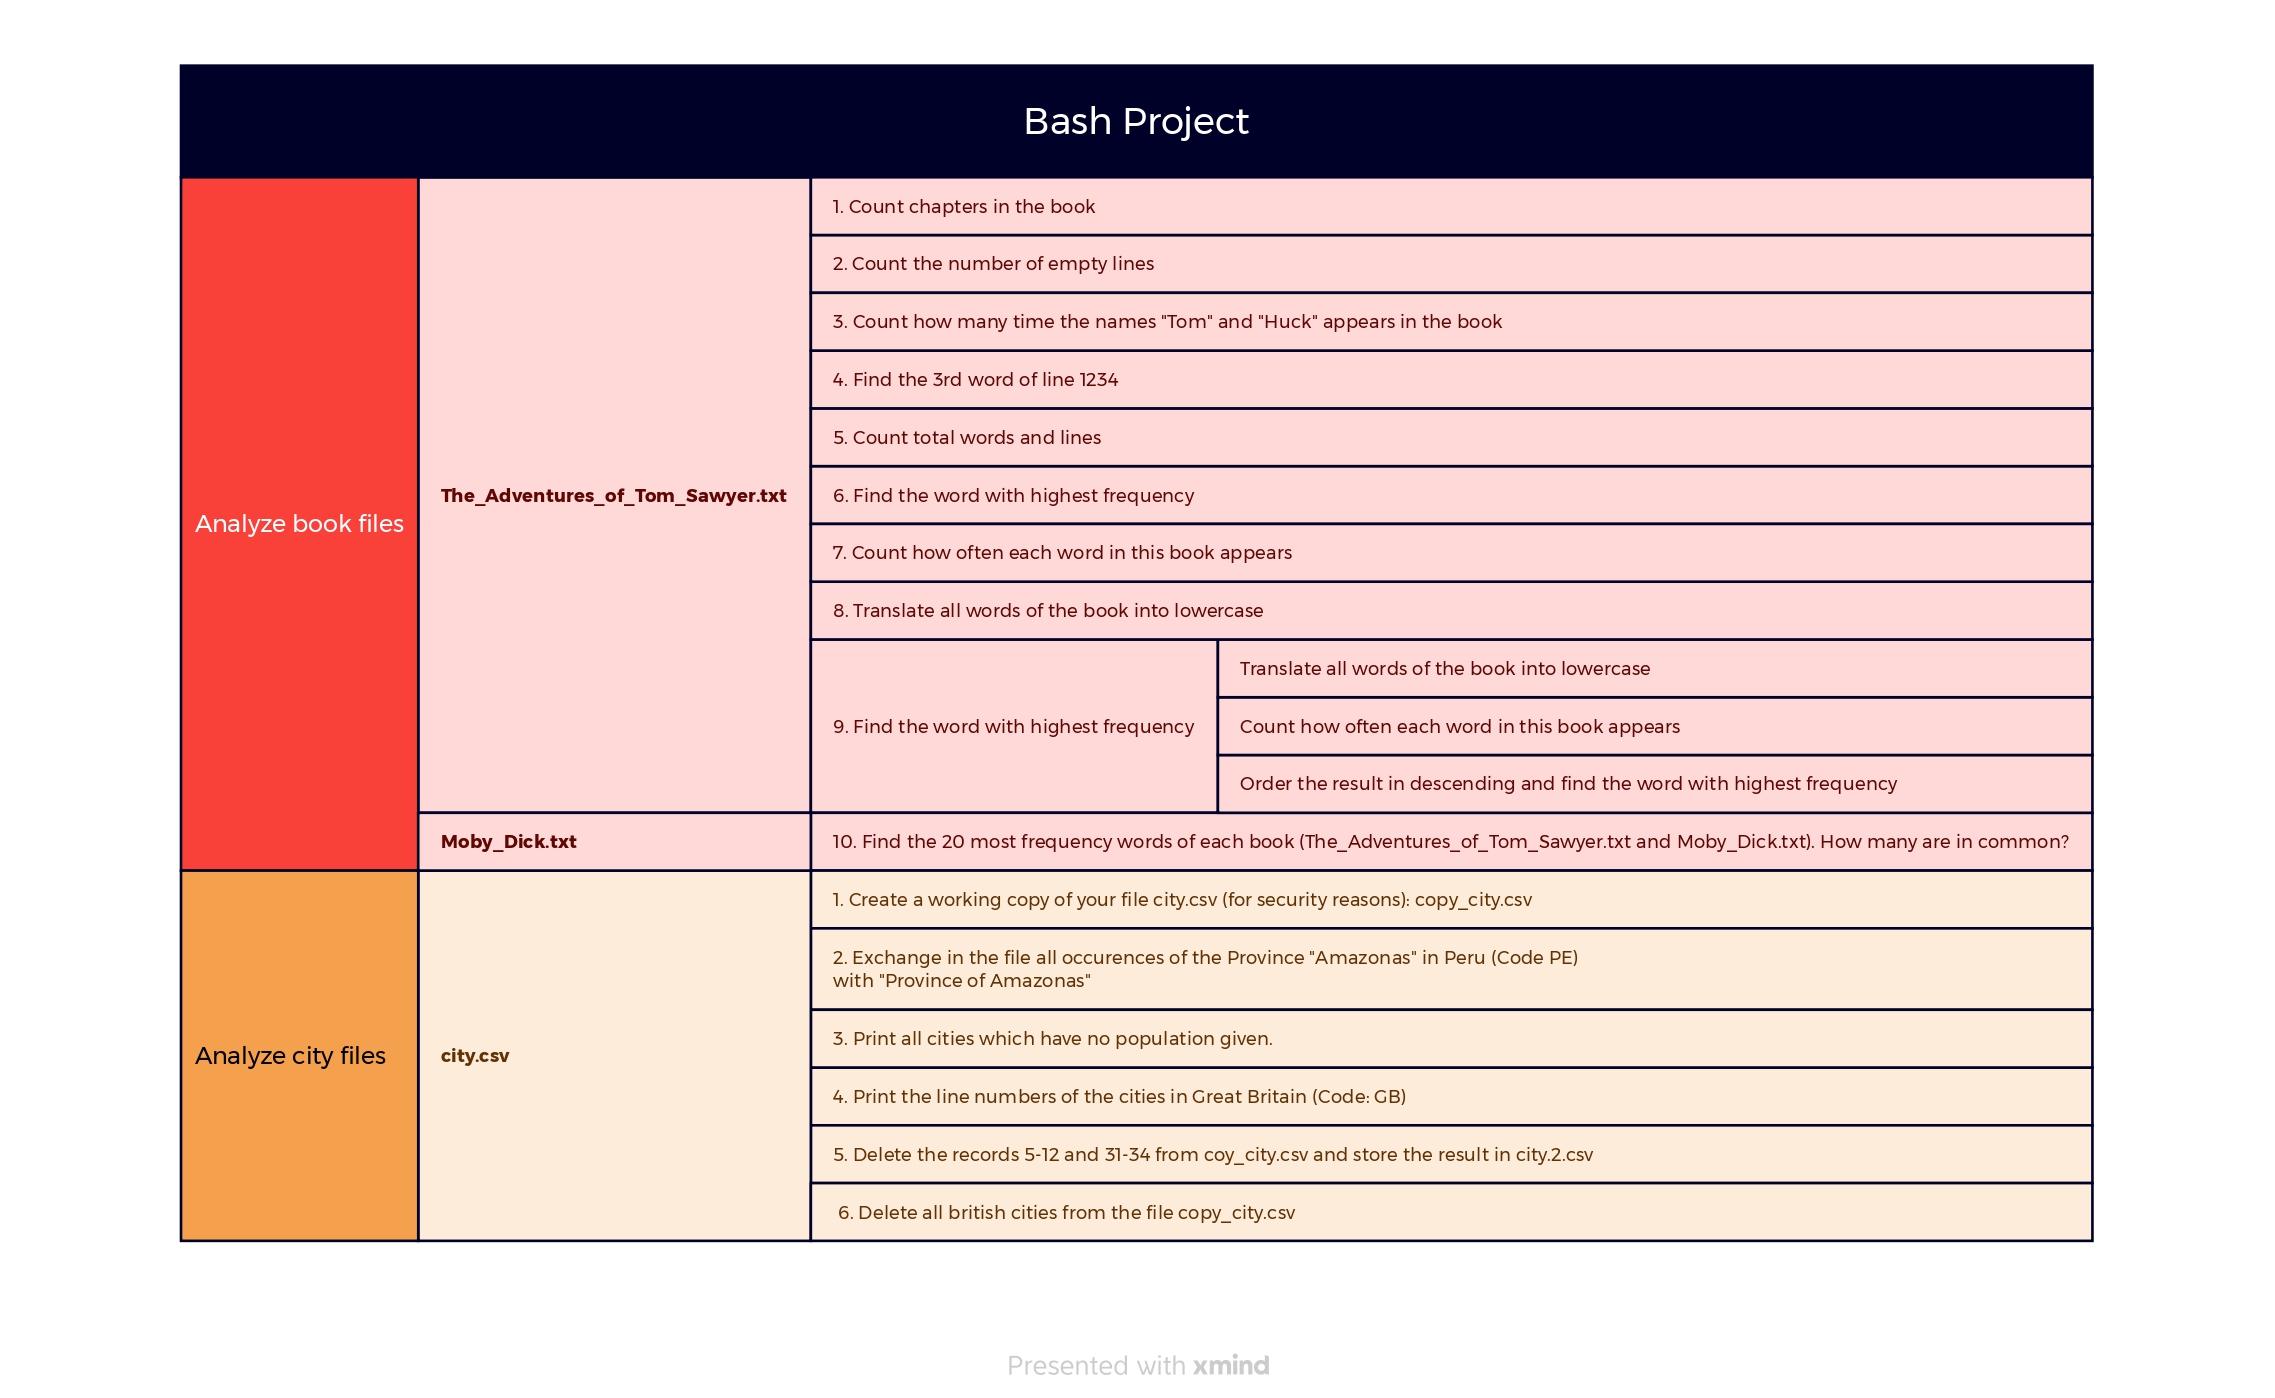 Bash Project
Analyze book files
The_Adventures_of_Tom_Sawyer.txt
1. Count chapters in the book
2. Count the number of empty lines
3. Count how many time the names "Tom" and "Huck" appears in the book
4. Find the 3rd word of line 1234
5. Count total words and lines
6. Find the word with highest frequency
7. Count how often each word in this book appears
8. Translate all words of the book into lowercase
9. Find the word with highest frequency
Translate all words of the book into lowercase
Count how often each word in this book appears
Order the result in descending and find the word with highest frequency
Moby_Dick.txt
10. Find the 20 most frequency words of each book (The_Adventures_of_Tom_Sawyer.txt and Moby_Dick.txt). How many are in common?
Analyze city files
city.csv
1. Create a working copy of your file city.csv (for security reasons): copy_city.csv
2. Exchange in the file all occurences of the Province "Amazonas" in Peru (Code PE)
with "Province of Amazonas"
3. Print all cities which have no population given.
4. Print the line numbers of the cities in Great Britain (Code: GB)
5. Delete the records 5-12 and 31-34 from coy_city.csv and store the result in city.2.csv
6. Delete all british cities from the file copy_city.csv
Presented with xmind